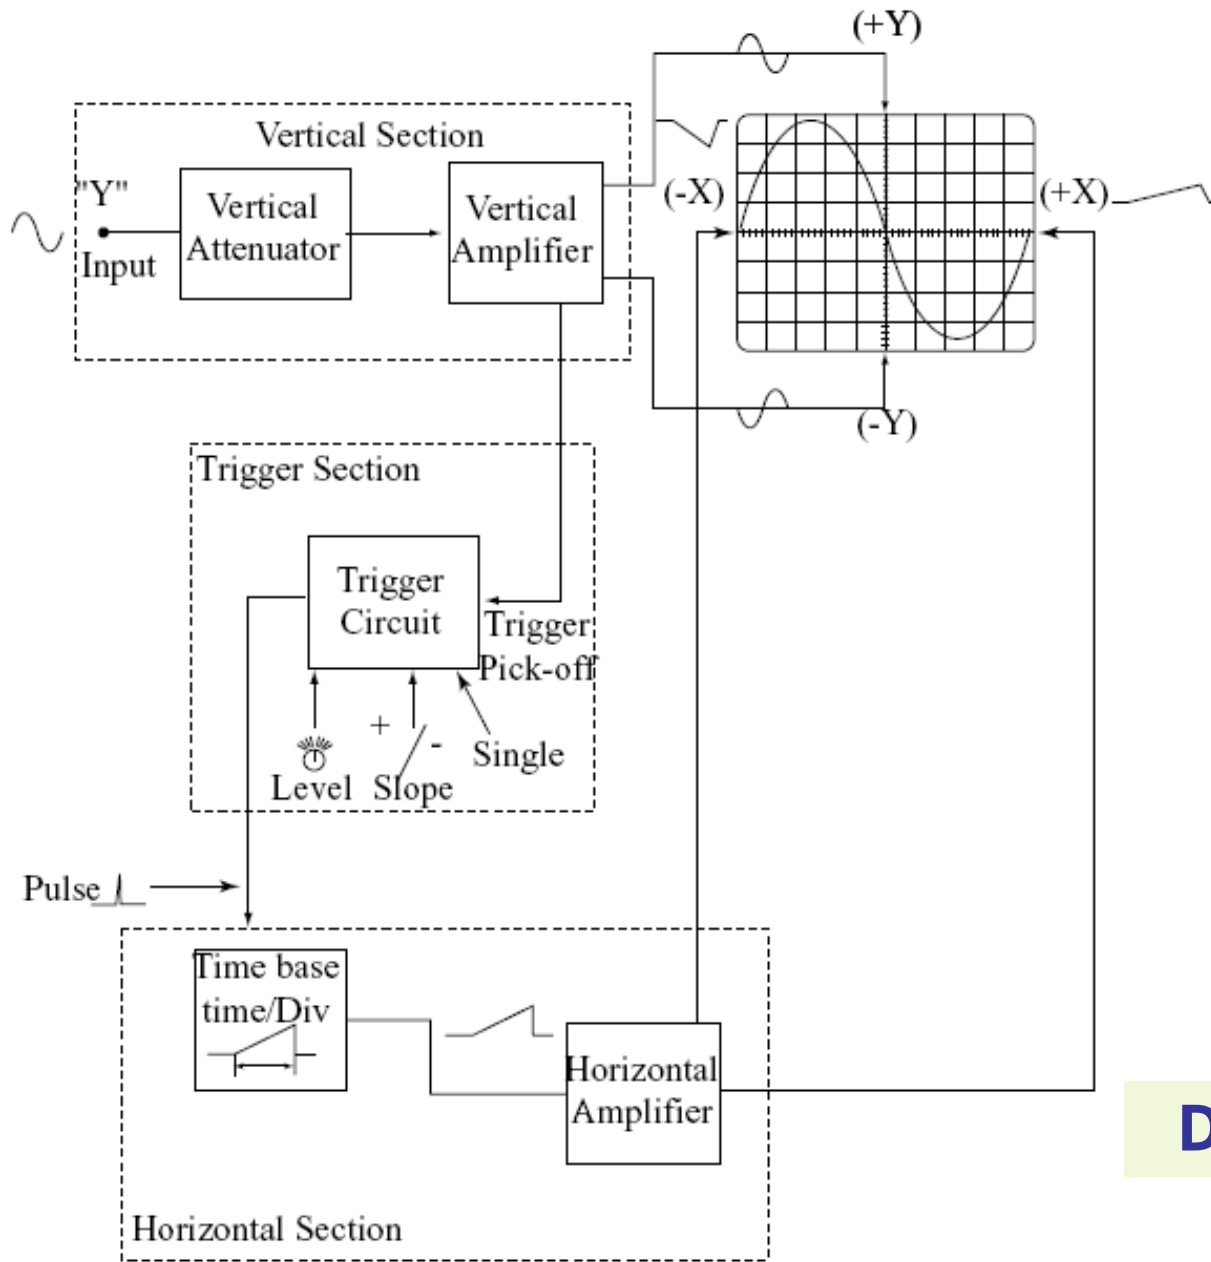 (+Y)
Vertical Section
"Y"
Input
Vertical
Attenuator
Vertical
Amplifier
(-X)
(+X)
(-Y)
Trigger Section
Trigger
Circuit
Trigger
Pick-off
+
-
Single
Level
Slope
Pulse
Time base
time/Div
Horizontal
Amplifier
D
Horizontal Section